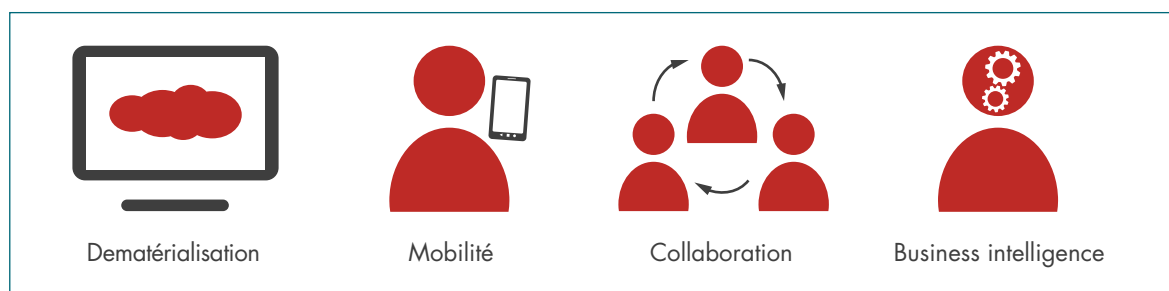 Dematérialisation
Mobilité
Collaboration
Business intelligence